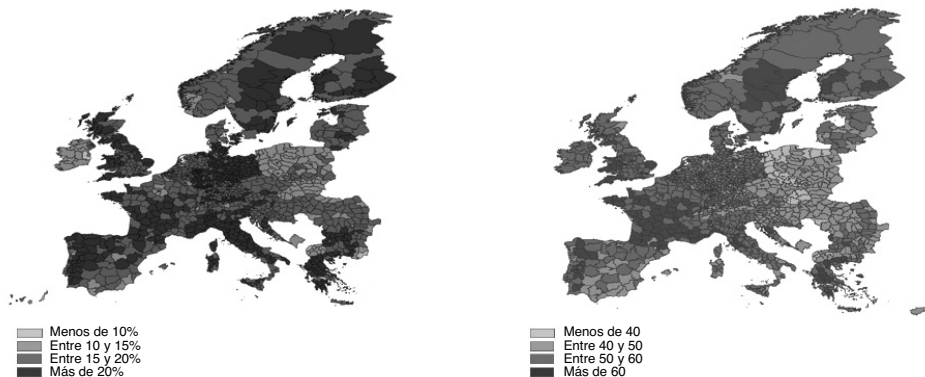 Menos de 10%
Entre 10 y 15%
Entre 15 y 20%
Más de 20%
Menos de 40
Entre 40 y 50
Entre 50 y 60
Más de 60